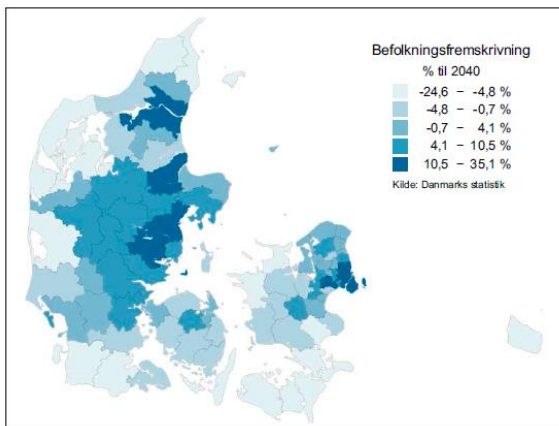 Befolkningsfremskrivning
% til 2040
-24,6 – -4,8 %
-4,8 – -0,7 %
-0,7 – 4,1 %
4,1 – 10,5 %
10,5 – 35,1 %
Kilde: Danmarks statistik